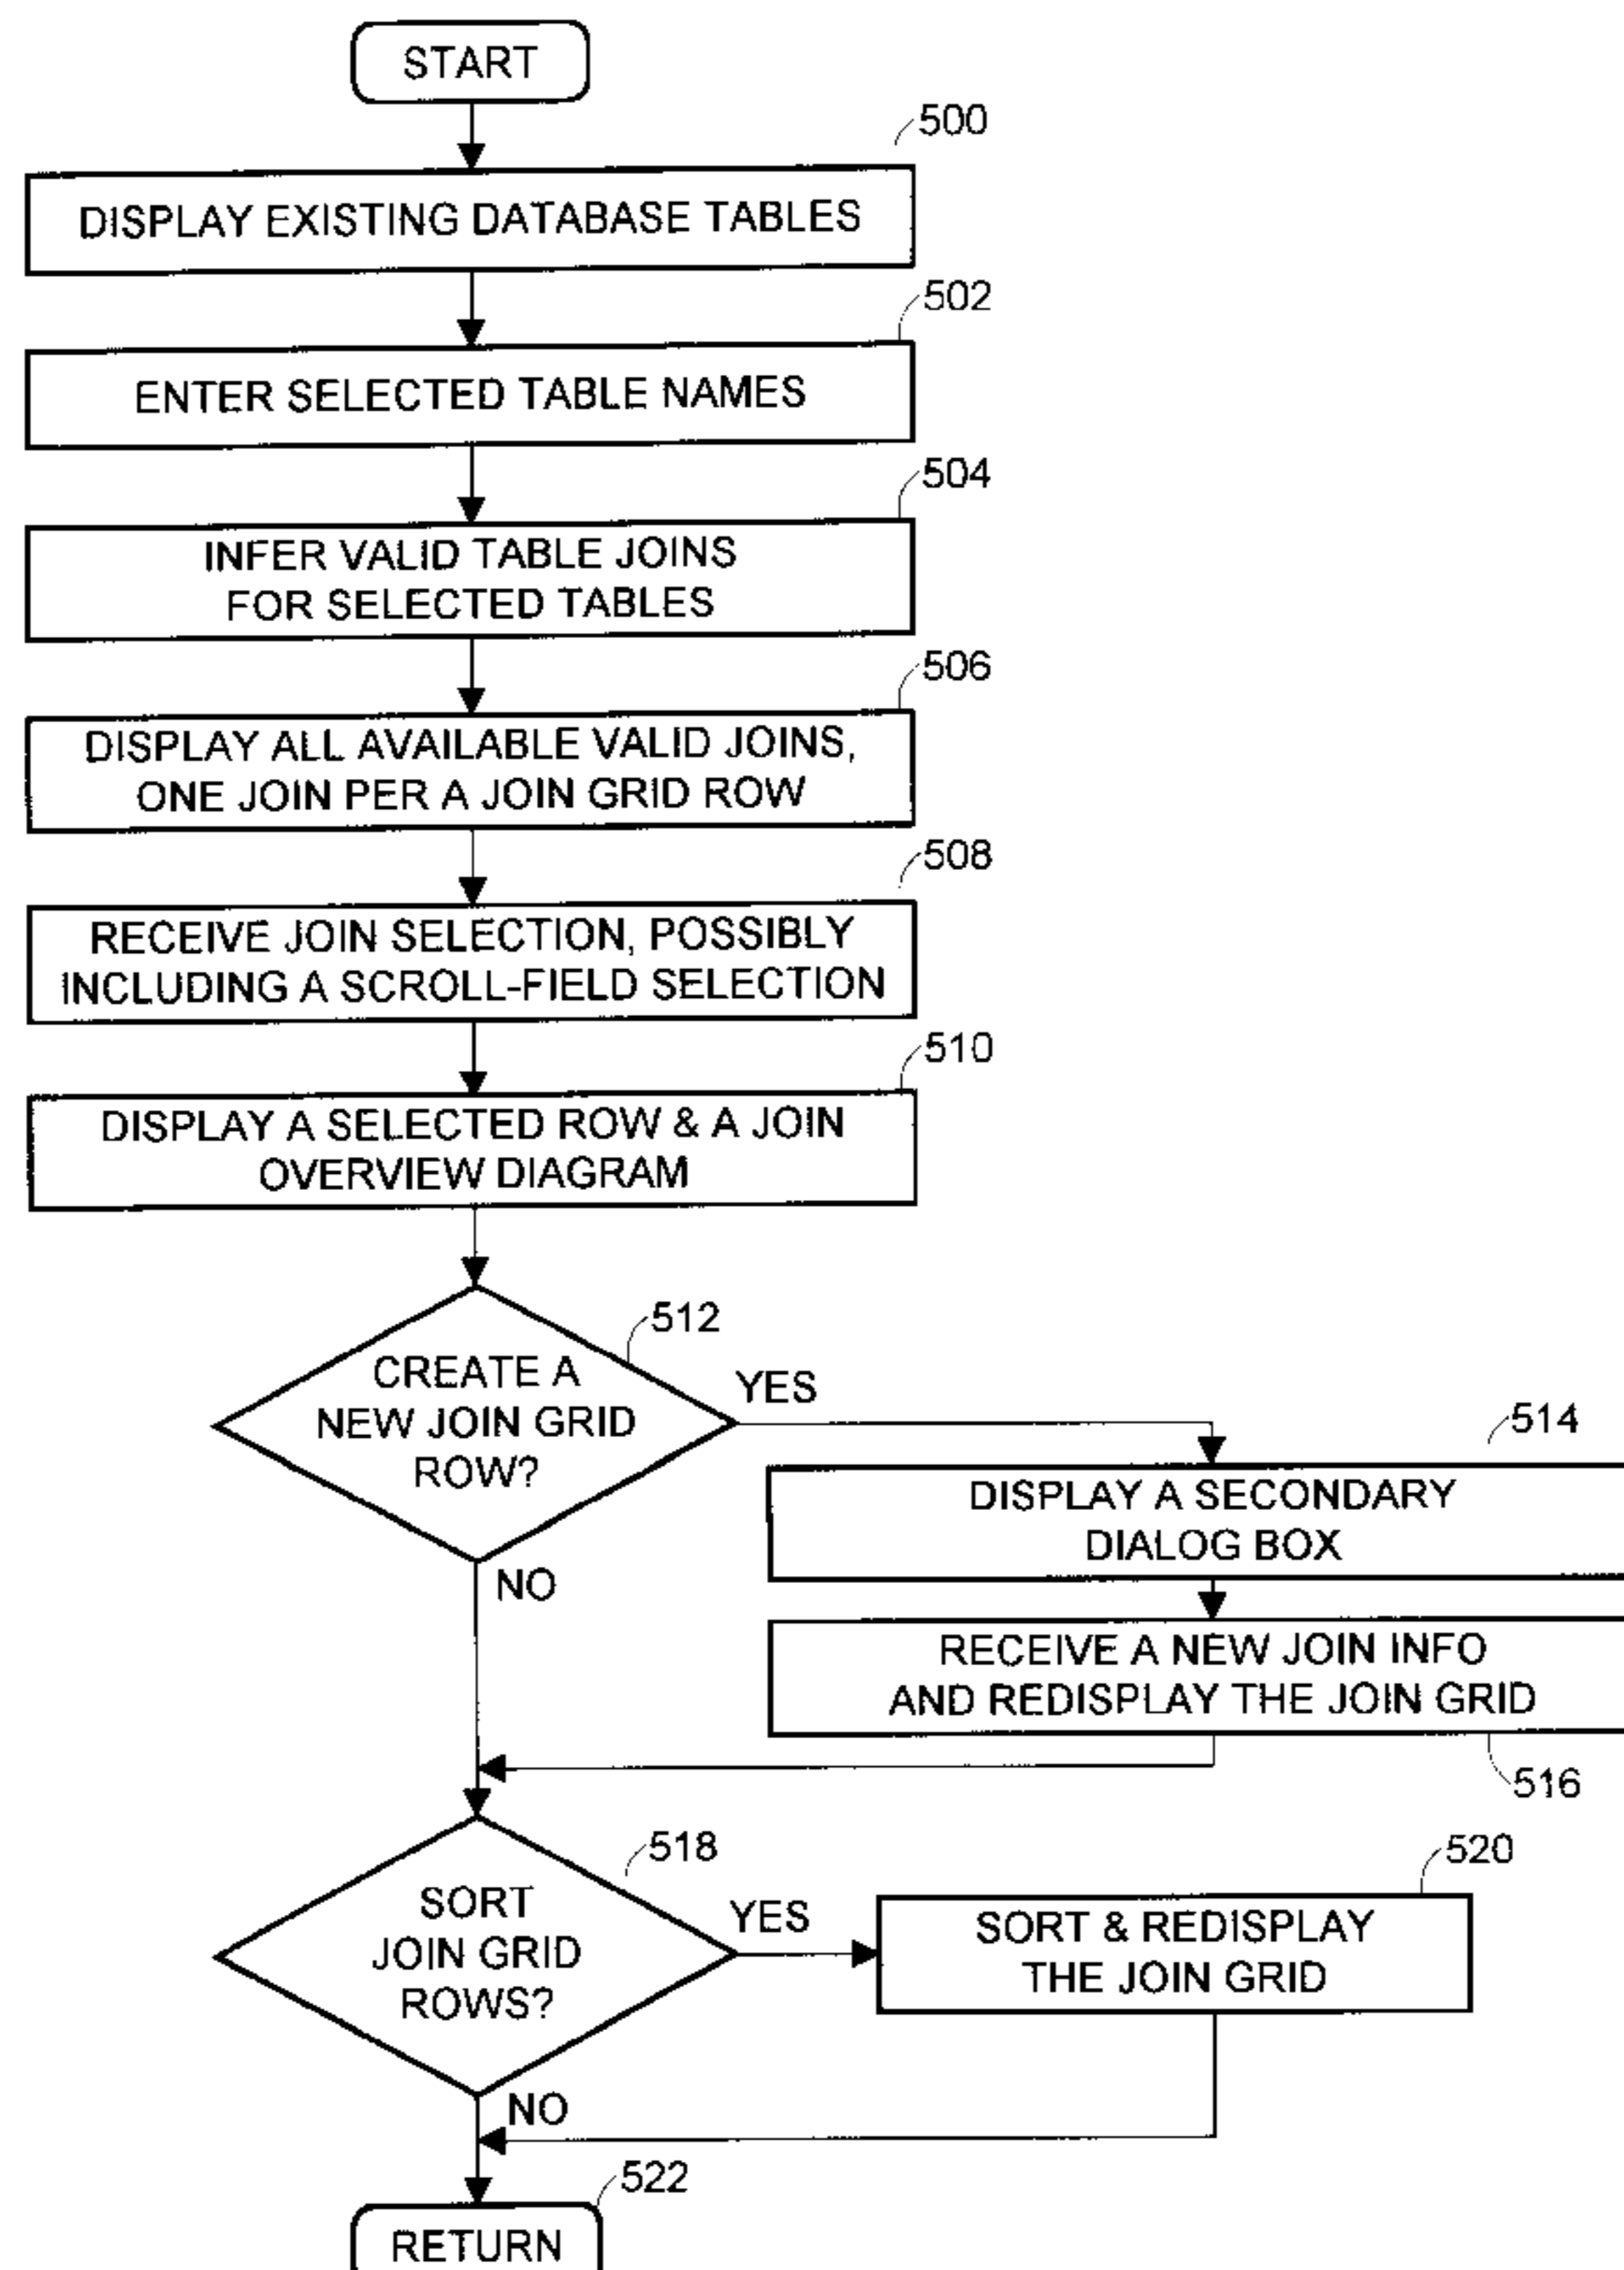 START
500
DISPLAY EXISTING DATABASE TABLES
502
ENTER SELECTED TABLE NAMES
504
INFER VALID TABLE JOINS
FOR SELECTED TABLES
506
DISPLAY ALL AVAILABLE VALID JOINS,
ONE JOIN PER A JOIN GRID ROW
508
RECEIVE JOIN SELECTION, POSSIBLY
INCLUDING A SCROLL-FIELD SELECTION
510
DISPLAY A SELECTED ROW & A JOIN
OVERVIEW DIAGRAM
512
CREATE A
NEW JOIN GRID
ROW?
YES
NO
514
DISPLAY A SECONDARY
DIALOG BOX
RECEIVE A NEW JOIN INFO
AND REDISPLAY THE JOIN GRID
516
518
SORT
JOIN GRID
ROWS?
YES
NO
520
SORT & REDISPLAY
THE JOIN GRID
522
RETURN